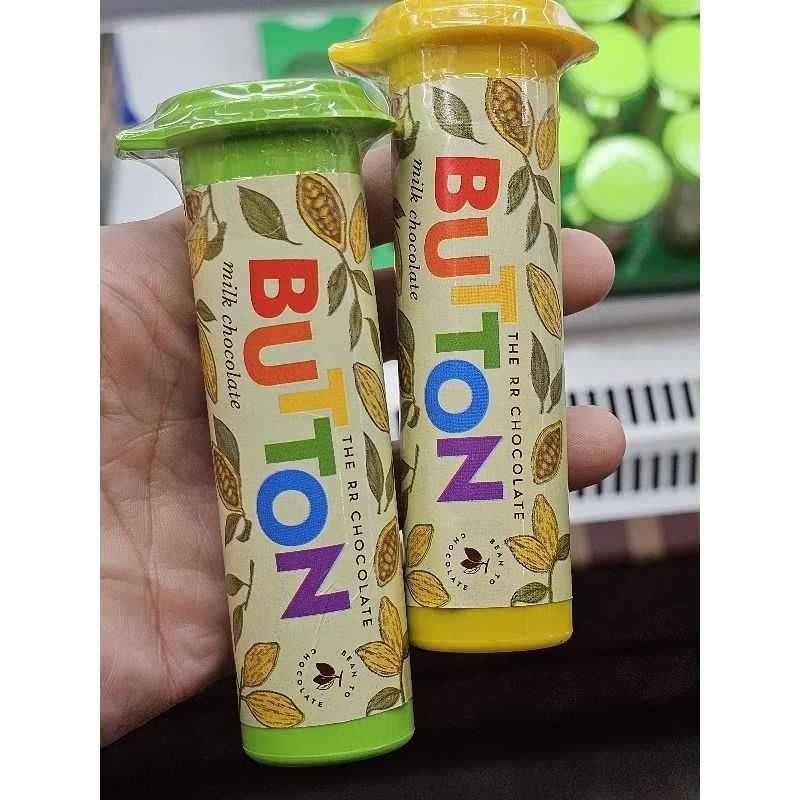 BUTTON
milk chocolate
THE RR CHOCOLATE
BEAN TO
CHOCOLATE
BUTTON
milk chocolate
THE RR CHOCOLATE
BEAN TO
CHOCOLATE